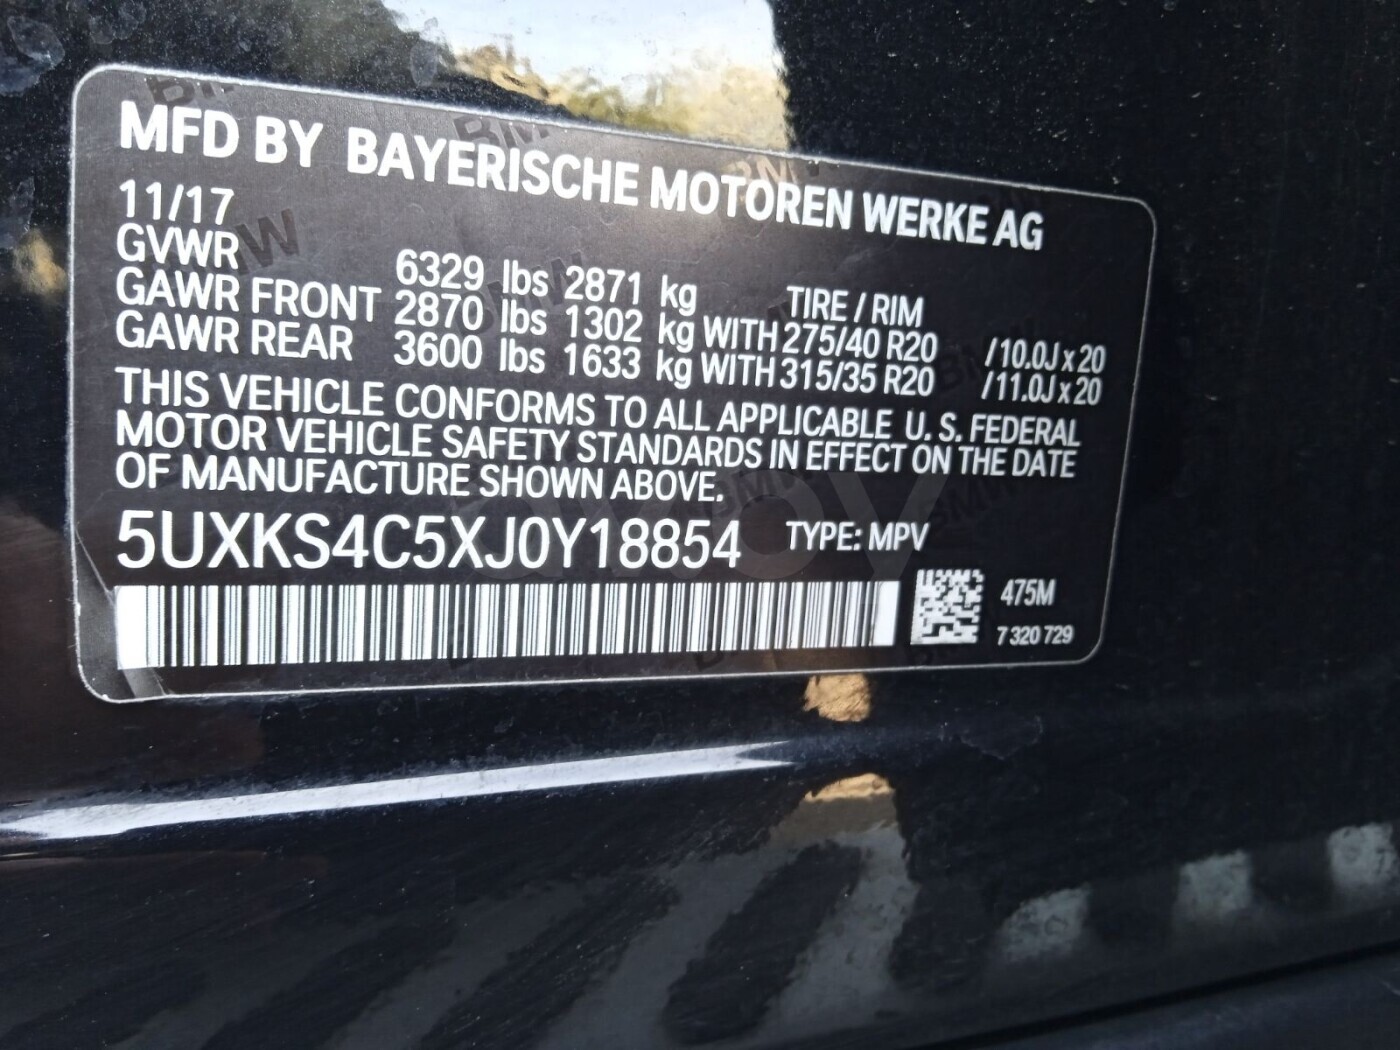 MFD BY BAYERISCHE MOTOREN WERKE AG
11/17
GVWR 6329 lbs 2871 kg TIRE / RIM
GAWR FRONT 2870 lbs 1302 kg WITH 275/40 R20 /10.0J x 20
GAWR REAR 3600 lbs 1633 kg WITH 315/35 R20 /11.0J x 20
THIS VEHICLE CONFORMS TO ALL APPLICABLE U. S. FEDERAL
MOTOR VEHICLE SAFETY STANDARDS IN EFFECT ON THE DATE
OF MANUFACTURE SHOWN ABOVE.
5UXKS4C5XJ0Y18854 TYPE: MPV
475M
7 320 729